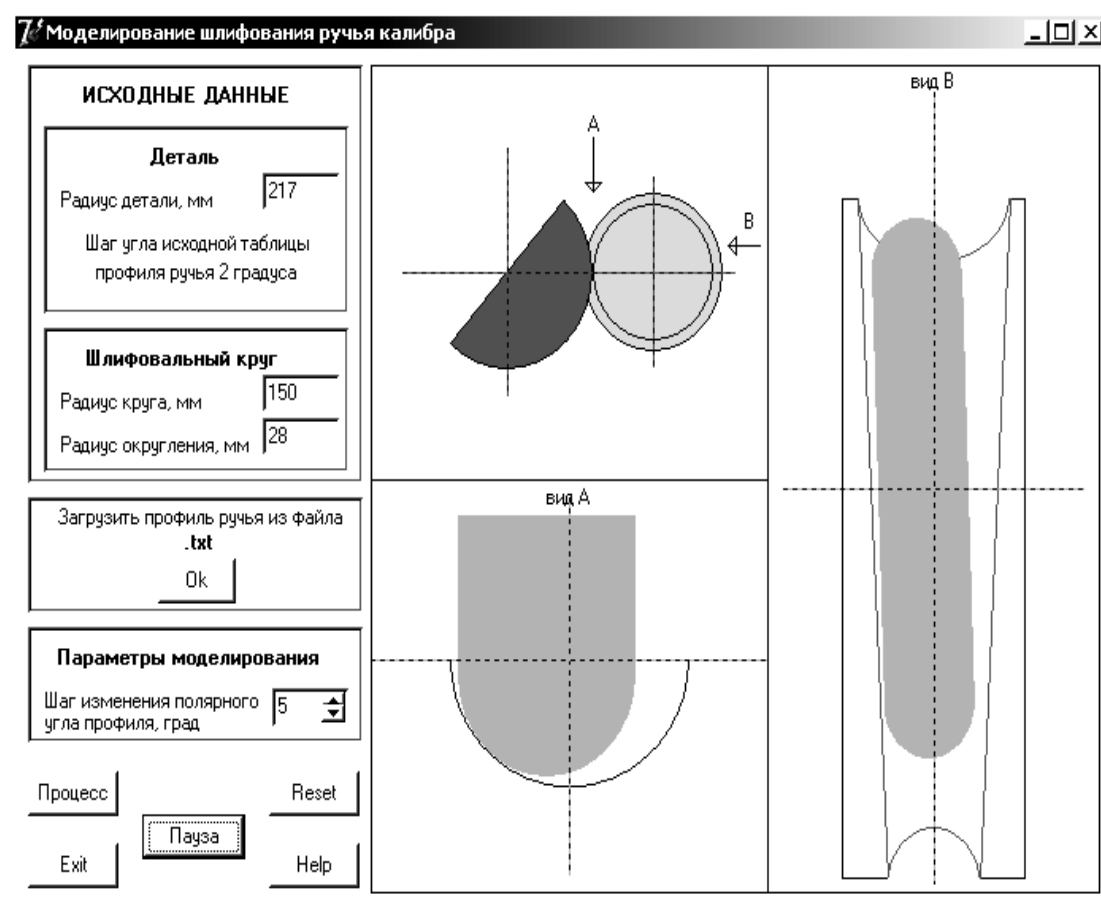 Моделирование шлифования ручья калибра
ИСХОДНЫЕ ДАННЫЕ
Деталь
Радиус детали, мм 217
Шаг угла исходной таблицы
профиля ручья 2 градуса
Шлифовальный круг
Радиус круга, мм 150
Радиус округления, мм 28
Загрузить профиль ручья из файла
.txt
Ok
Параметры моделирования
Шаг изменения полярного
угла профиля, град 5
Процесс
Reset
Пауза
Exit
Help
A
B
вид A
вид B